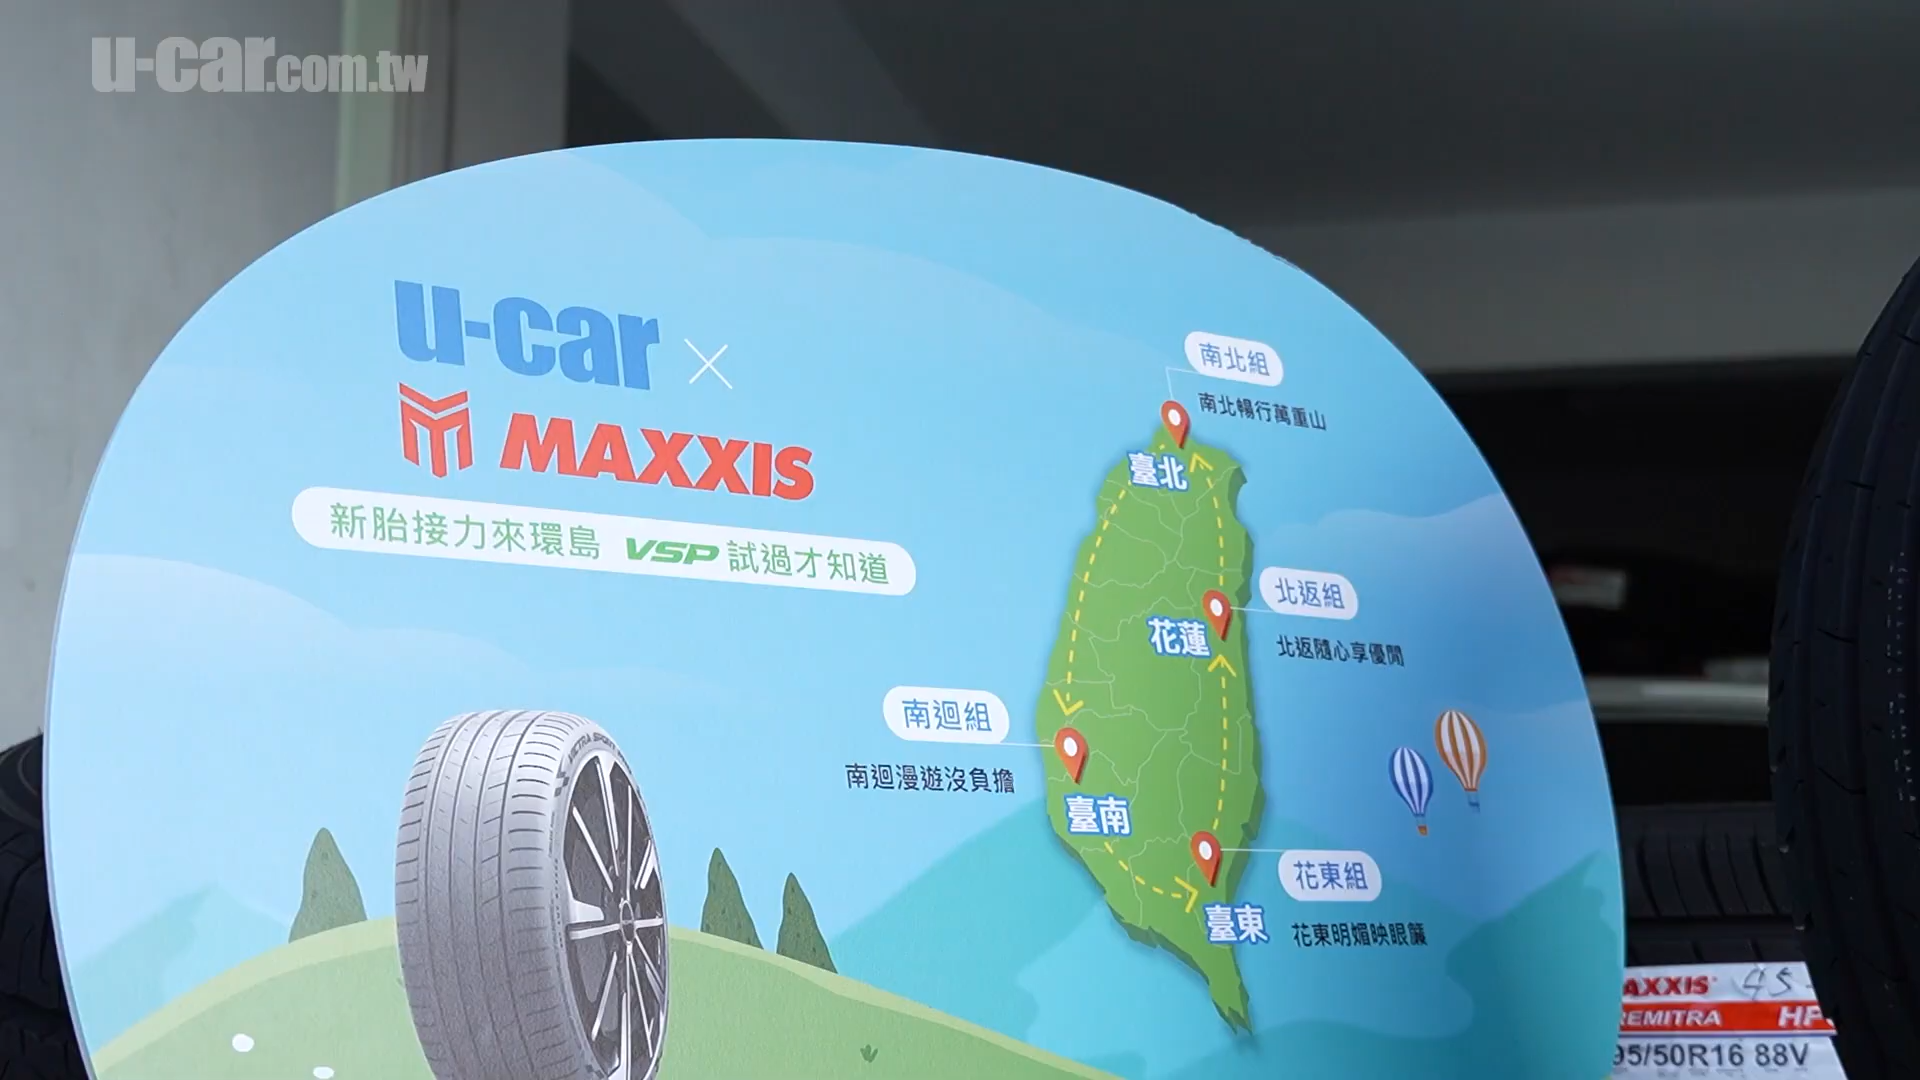 u-car.com.tw
u-car ×
MAXXIS
新胎接力來環島 VSP 試過才知道
南北組
南北暢行萬重山
臺北
北返組
花蓮
北返隨心享優閒
南迴組
南迴漫遊沒負擔
臺南
花東組
臺東
花東明媚映眼簾
VICTRA SPORT
AXXIS 45
REMITRA HP
95/50R16 88V